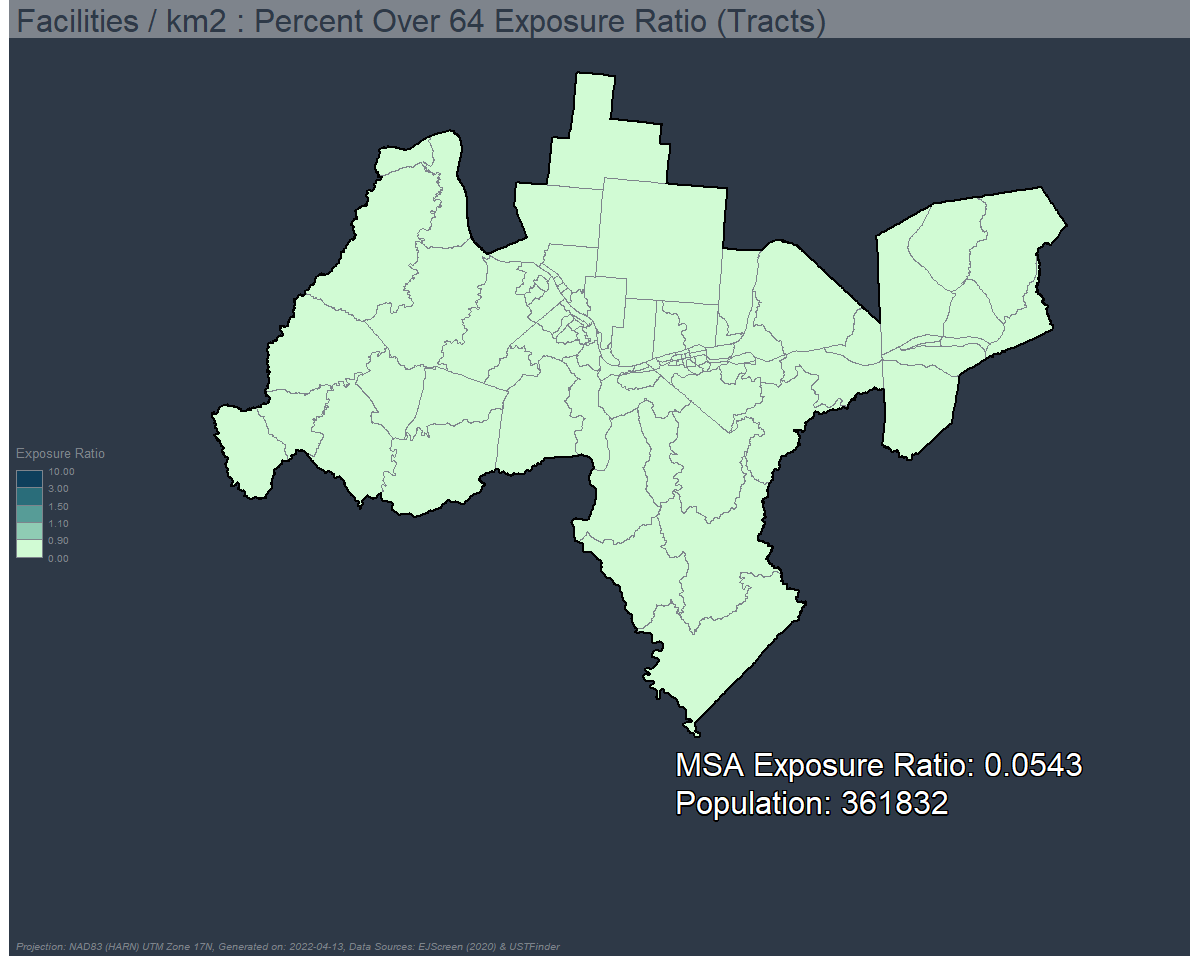 Facilities / km2 : Percent Over 64 Exposure Ratio (Tracts)
Exposure Ratio
10.00
3.00
1.50
1.10
0.90
0.00
MSA Exposure Ratio: 0.0543
Population: 361832
Projection: NAD83 (HARN) UTM Zone 17N, Generated on: 2022-04-13, Data Sources: EJScreen (2020) & USTFinder